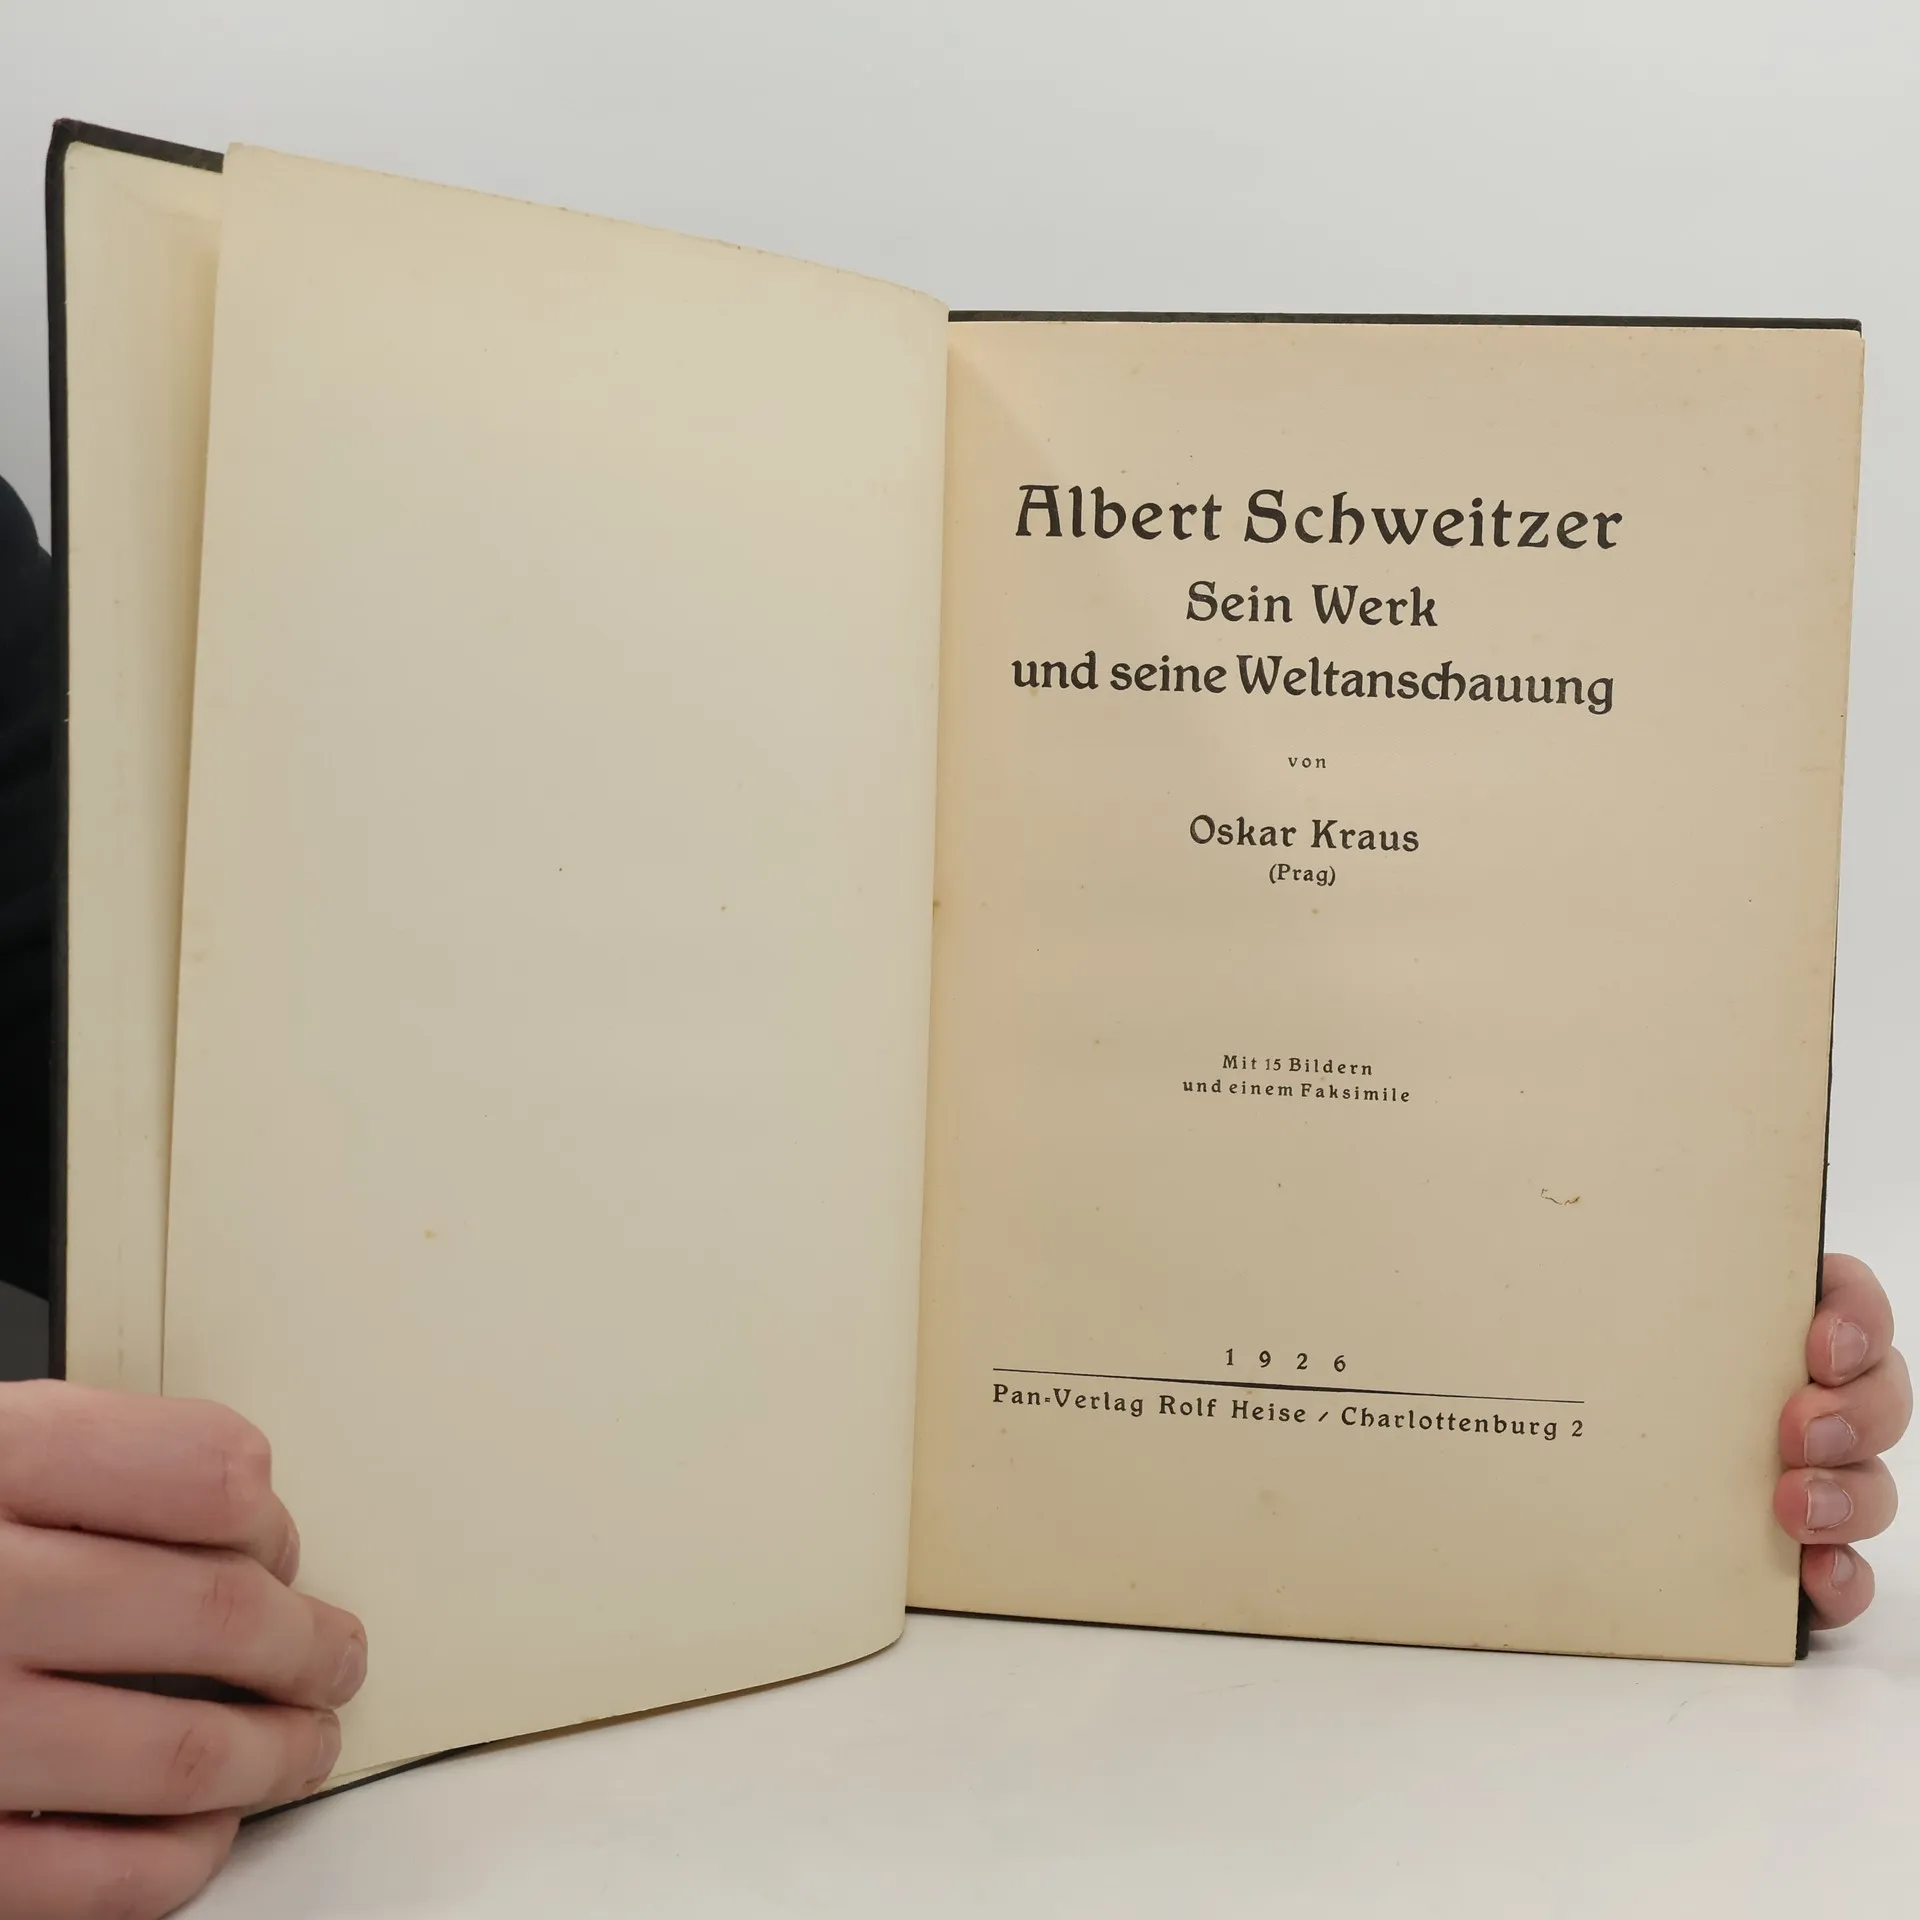 Albert Schweitzer
Sein Werk
und seine Weltanschauung
von
Oskar Kraus
(Prag)
Mit 15 Bildern
und einem Faksimile
1926
Pan-Verlag Rolf Heise / Charlottenburg 2